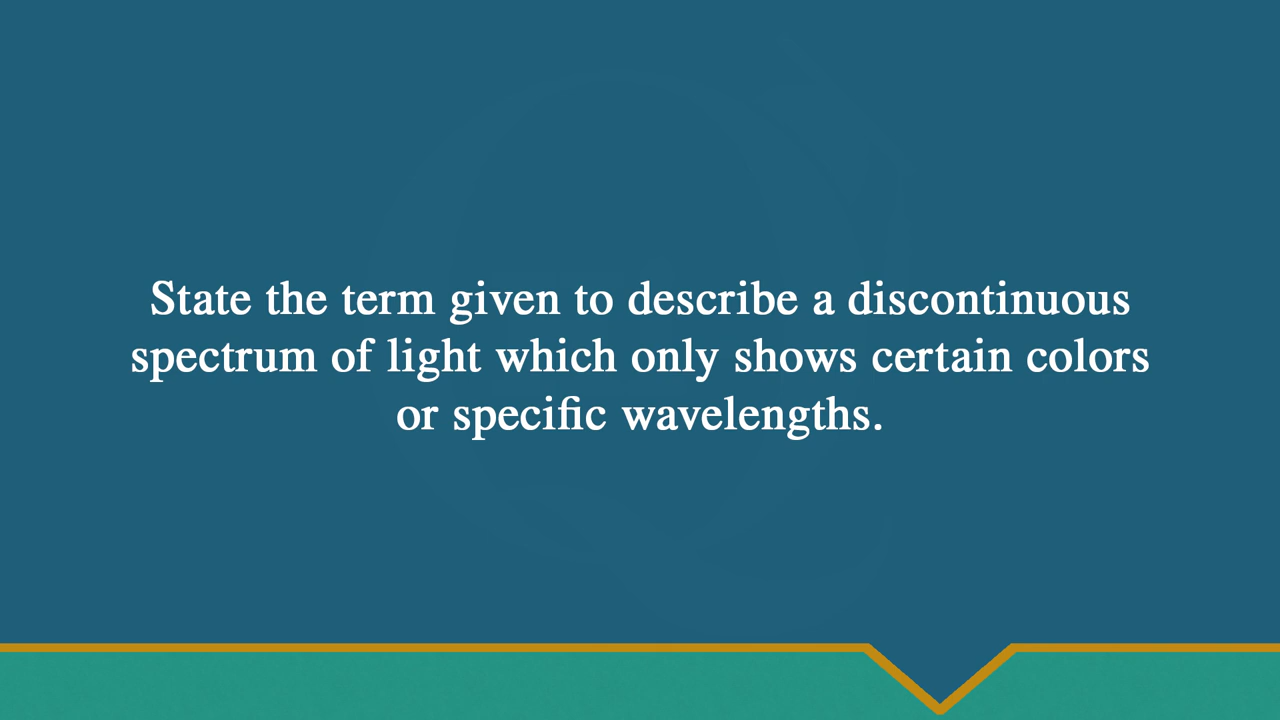 State the term given to describe a discontinuous
spectrum of light which only shows certain colors
or specific wavelengths.